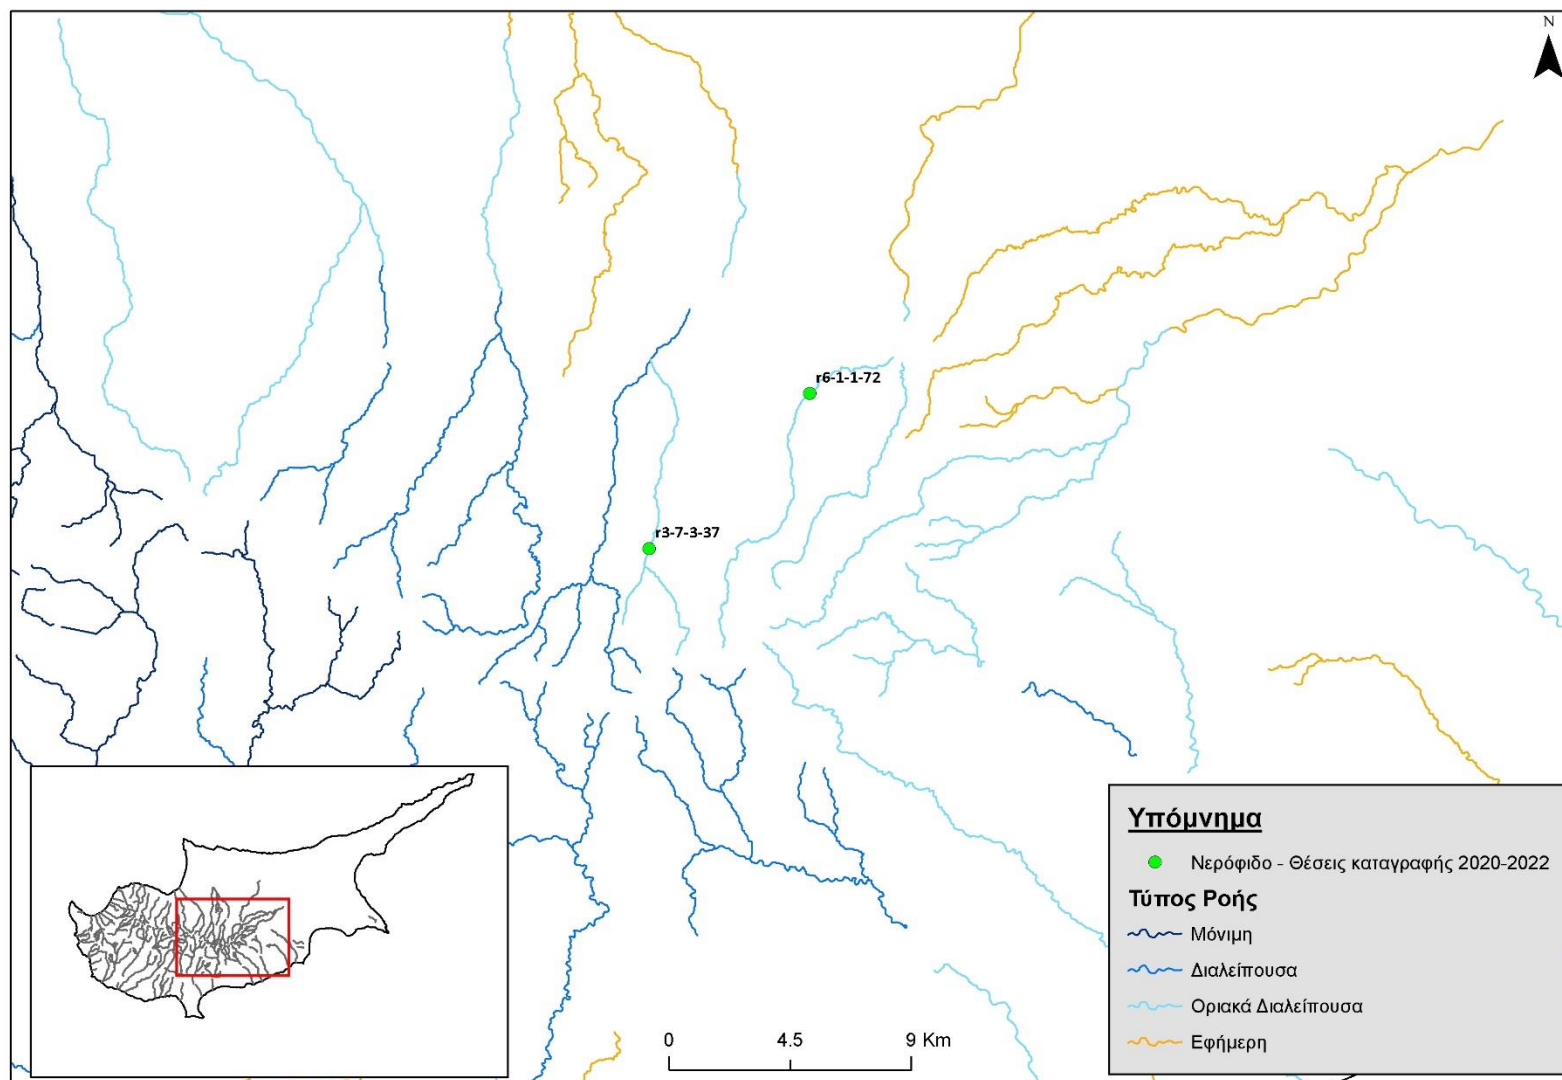 N
r6-1-1-72
r3-7-3-37
Υπόμνημα
Νερόφιδο - Θέσεις καταγραφής 2020-2022
Τύπος Ροής
Μόνιμη
Διαλείπουσα
Οριακά Διαλείπουσα
Εφήμερη
0 4.5 9 Km